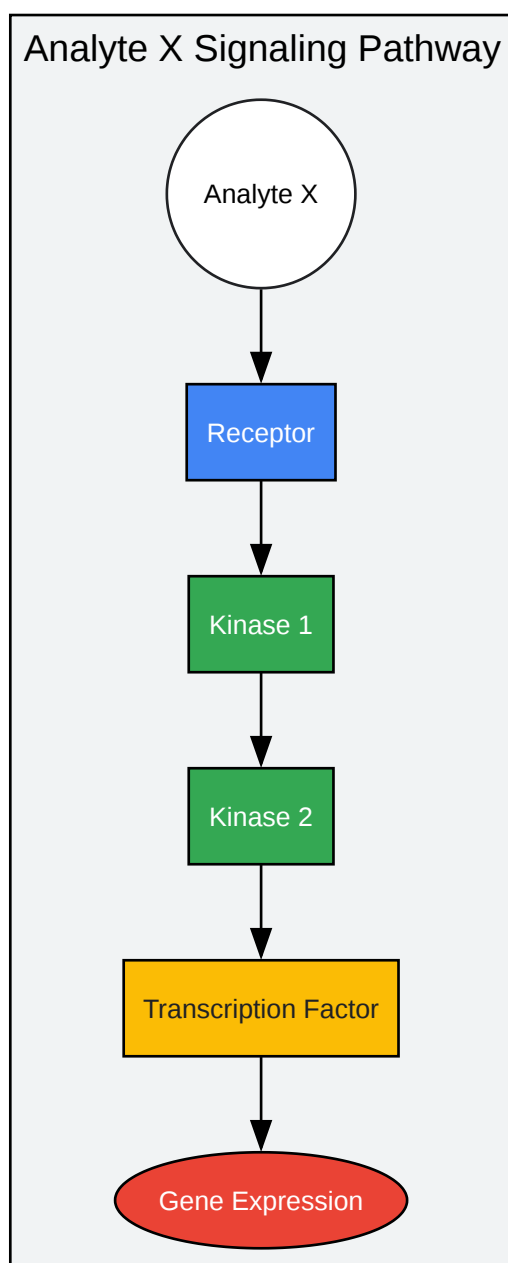 Analyte X Signaling Pathway
Analyte X
Receptor
Kinase 1
Kinase 2
Transcription Factor
Gene Expression